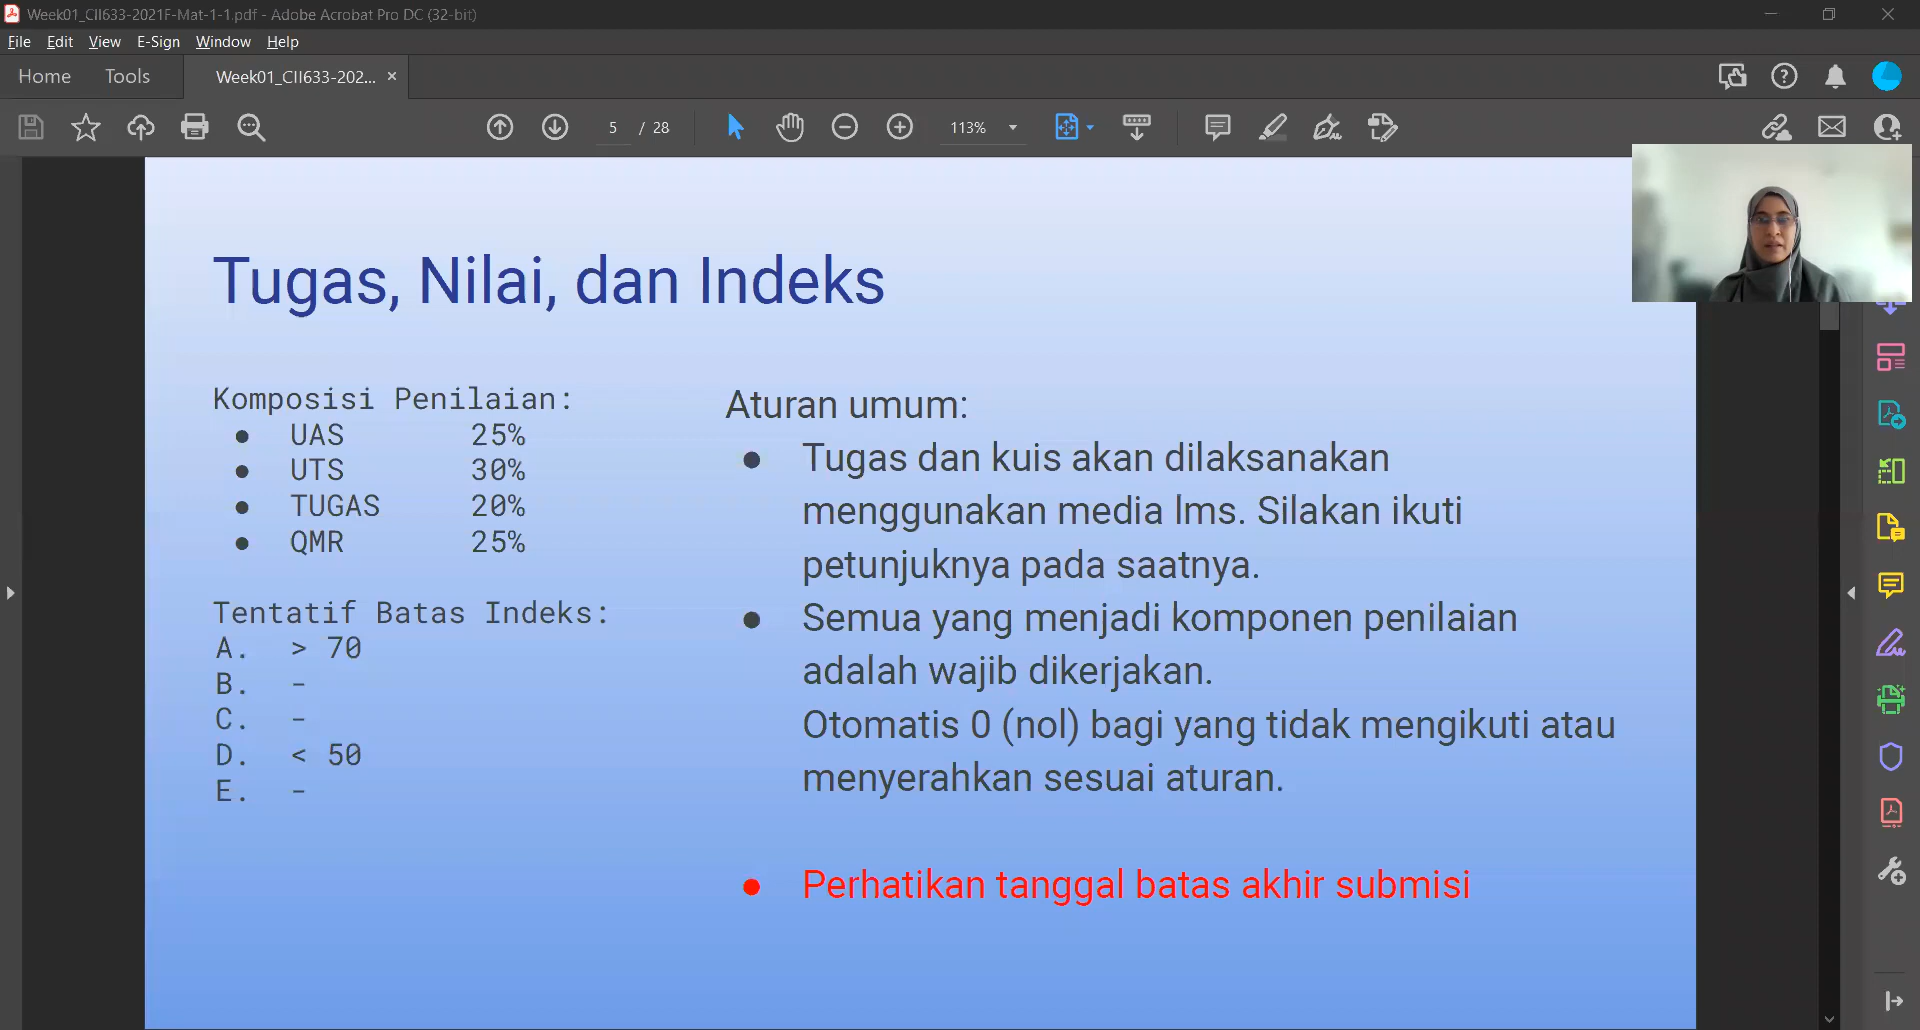 Week01_CII633-2021F-Mat-1-1.pdf - Adobe Acrobat Pro DC (32-bit)
File Edit View E-Sign Window Help
Home Tools Week01_CII633-202... ×
5 / 28 113%
Tugas, Nilai, dan Indeks
Komposisi Penilaian:
● UAS 25%
● UTS 30%
● TUGAS 20%
● QMR 25%
Tentatif Batas Indeks:
A. > 70
B. -
C. -
D. < 50
E. -
Aturan umum:
● Tugas dan kuis akan dilaksanakan
menggunakan media lms. Silakan ikuti
petunjuknya pada saatnya.
● Semua yang menjadi komponen penilaian
adalah wajib dikerjakan.
Otomatis 0 (nol) bagi yang tidak mengikuti atau
menyerahkan sesuai aturan.
● Perhatikan tanggal batas akhir submisi